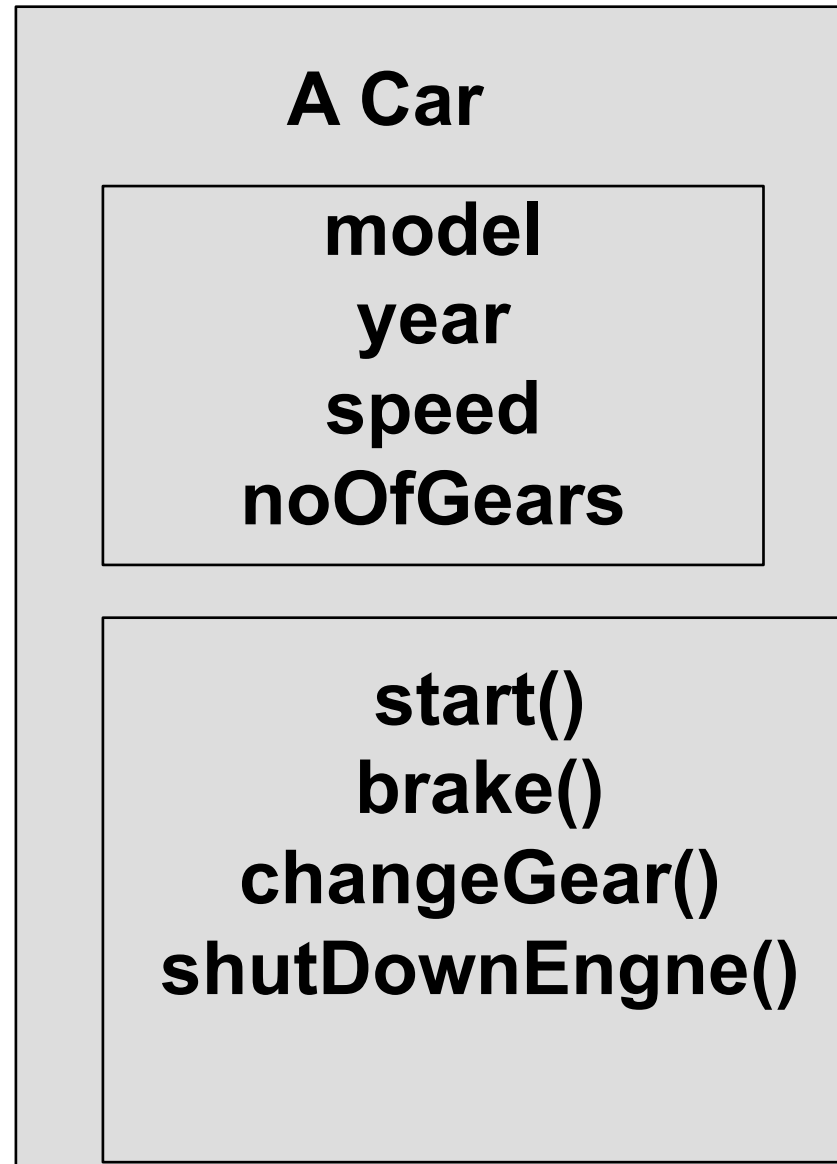 A Car
model
year
speed
noOfGears
start()
brake()
changeGear()
shutDownEngne()